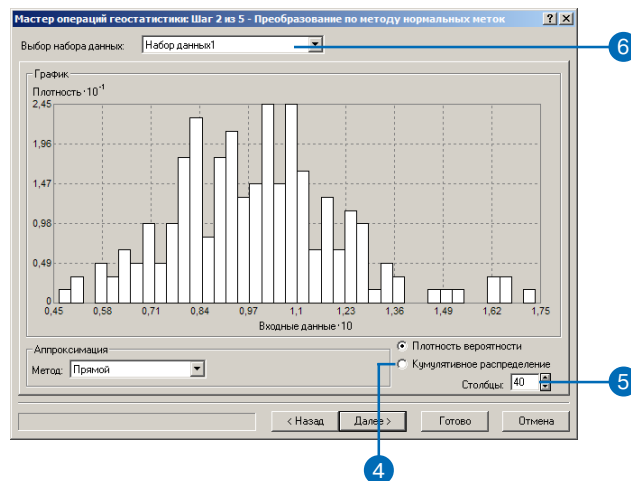 Мастер операций геостатистики: Шаг 2 из 5 - Преобразование по методу нормальных меток
Выбор набора данных: Набор данных1
6
График
Плотность·10⁻¹
2,45
1,96
1,47
0,98
0,49
0
0,45 0,58 0,71 0,84 0,97 1,1 1,23 1,36 1,49 1,62 1,75
Входные данные·10
Аппроксимация
Метод: Прямой
Плотность вероятности
Кумулятивное распределение
Столбцы: 40
5
< Назад Далее > Готово Отмена
4